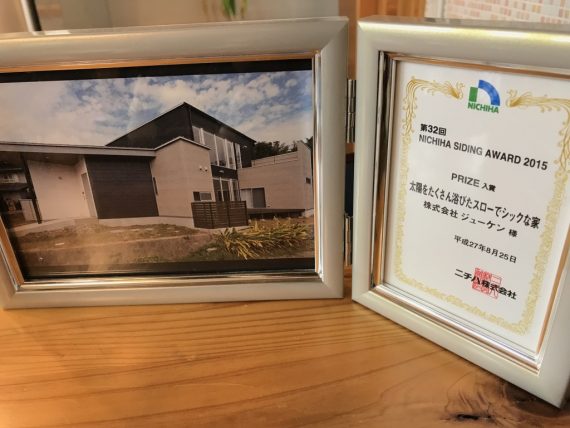 NICHIHA
第32回
NICHIHA SIDING AWARD 2015
PRIZE 入賞
太陽をたくさん浴びたスローでシックな家
株式会社 ジューケン 様
平成27年8月25日
ニチハ株式会社